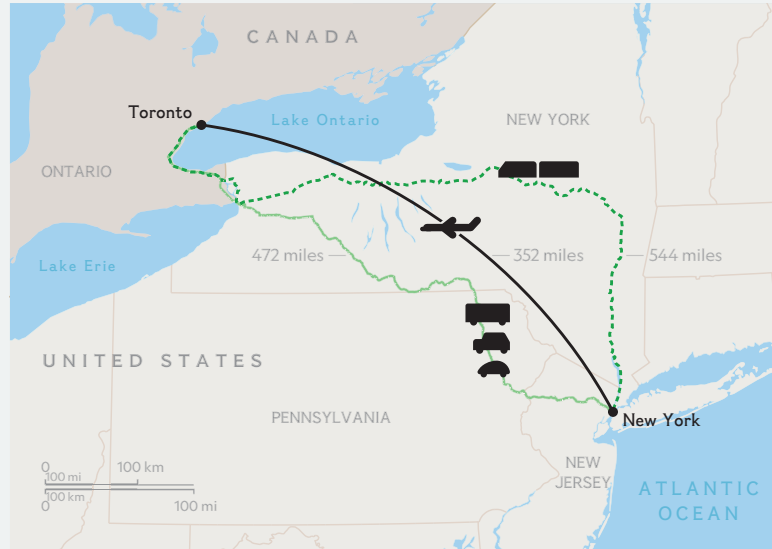 CANADA
Toronto
Lake Ontario
NEW YORK
ONTARIO
472 miles
352 miles
544 miles
Lake Erie
UNITED STATES
PENNSYLVANIA
New York
NEW
JERSEY
ATLANTIC
OCEAN
0 100 km
100 mi
100 km
0 100 mi